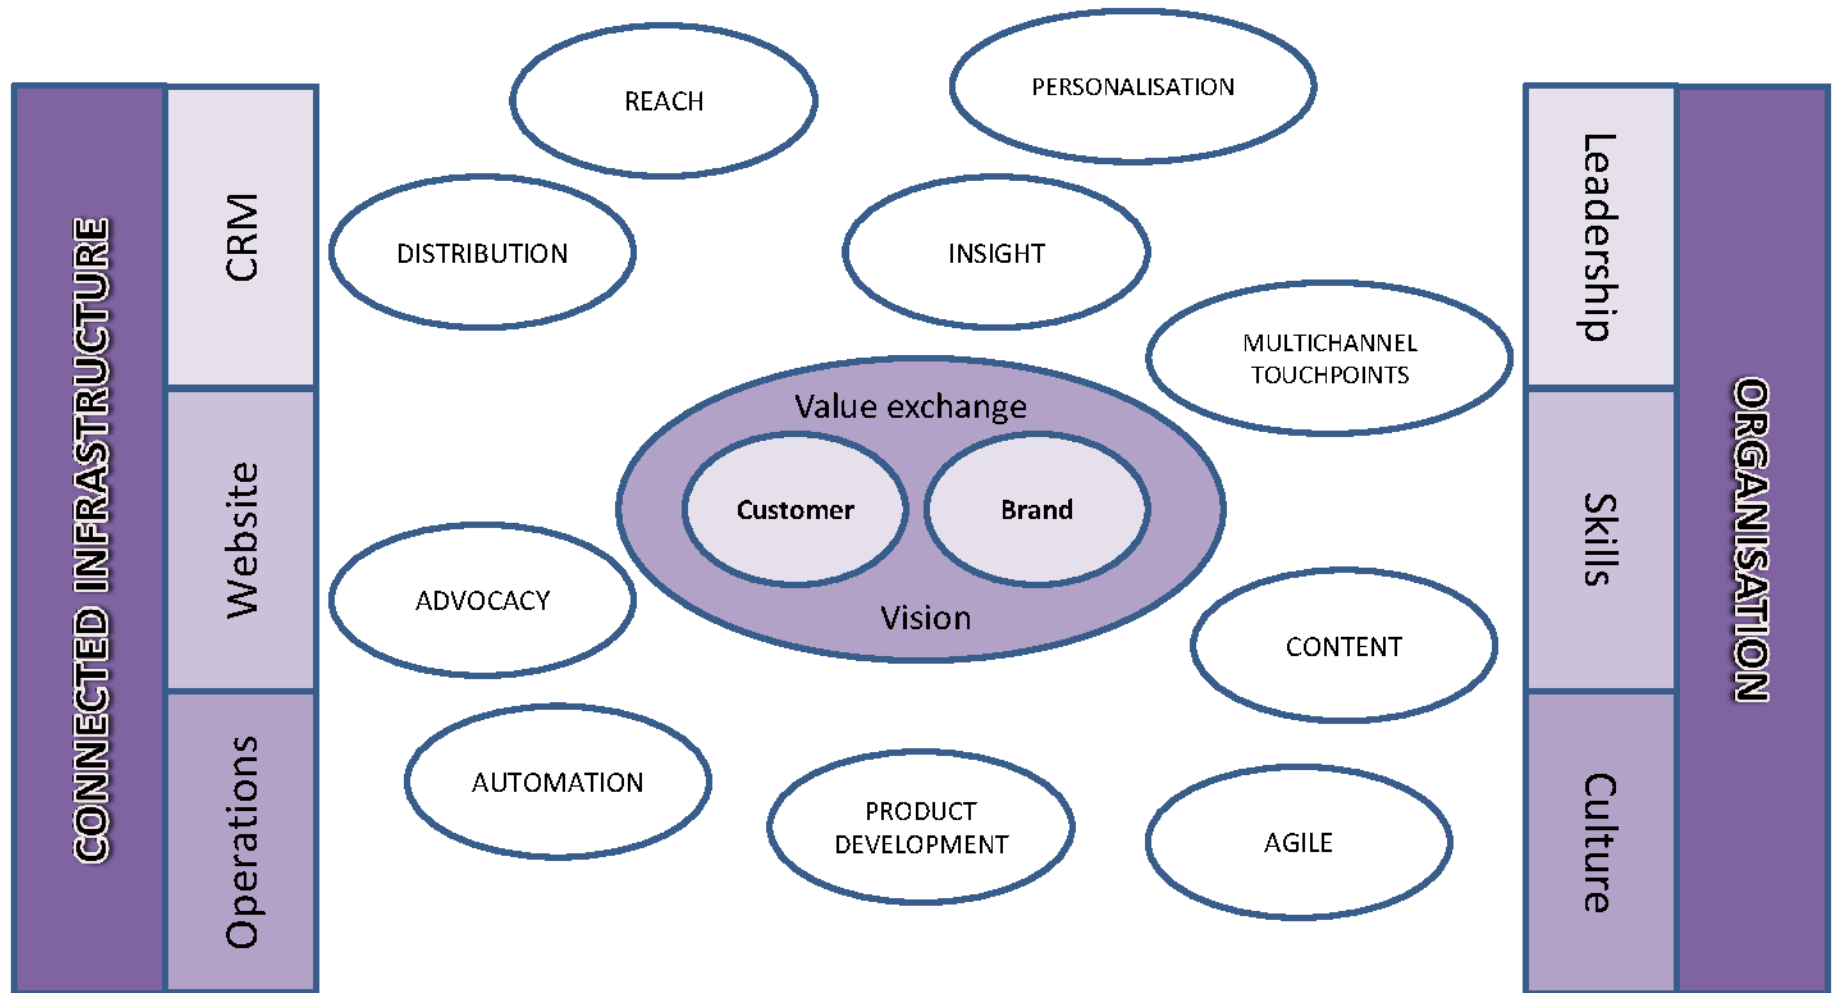 CONNECTED INFRASTRUCTURE
CRM
Website
Operations
REACH
PERSONALISATION
DISTRIBUTION
INSIGHT
MULTICHANNEL
TOUCHPOINTS
Value exchange
Customer
Brand
Vision
ADVOCACY
CONTENT
AUTOMATION
PRODUCT
DEVELOPMENT
AGILE
Leadership
Skills
Culture
ORGANISATION